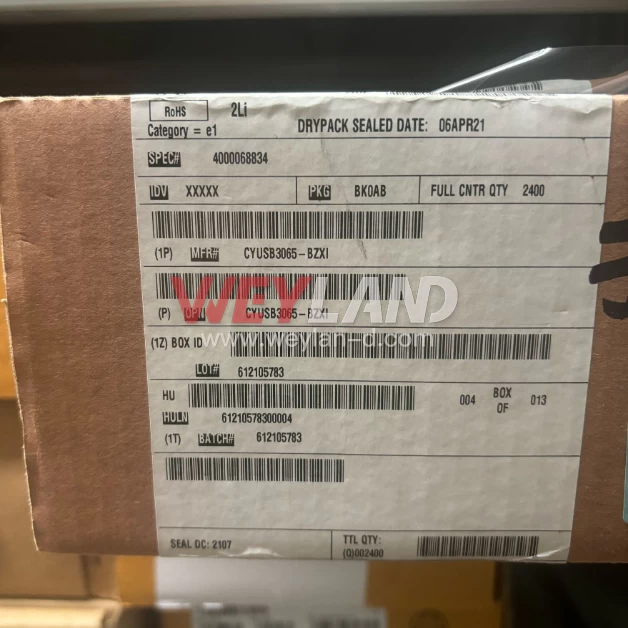 RoHS 2Li
Category = e1 DRYPACK SEALED DATE: 06APR21
SPEC# 4000068834
IDV XXXXX PKG BK0AB FULL CNTR QTY 2400
(1P) MFR# CYUSB3065-BZXI
WEYLAND
(P) OPN CYUSB3065-BZXI
www.weylan-d.com
(1Z) BOX ID
LOT# 612105783
HU 004 BOX OF 013
HULN 61210578300004
(1T) BATCH# 612105783
SEAL DC: 2107 TTL QTY:
(Q)002400